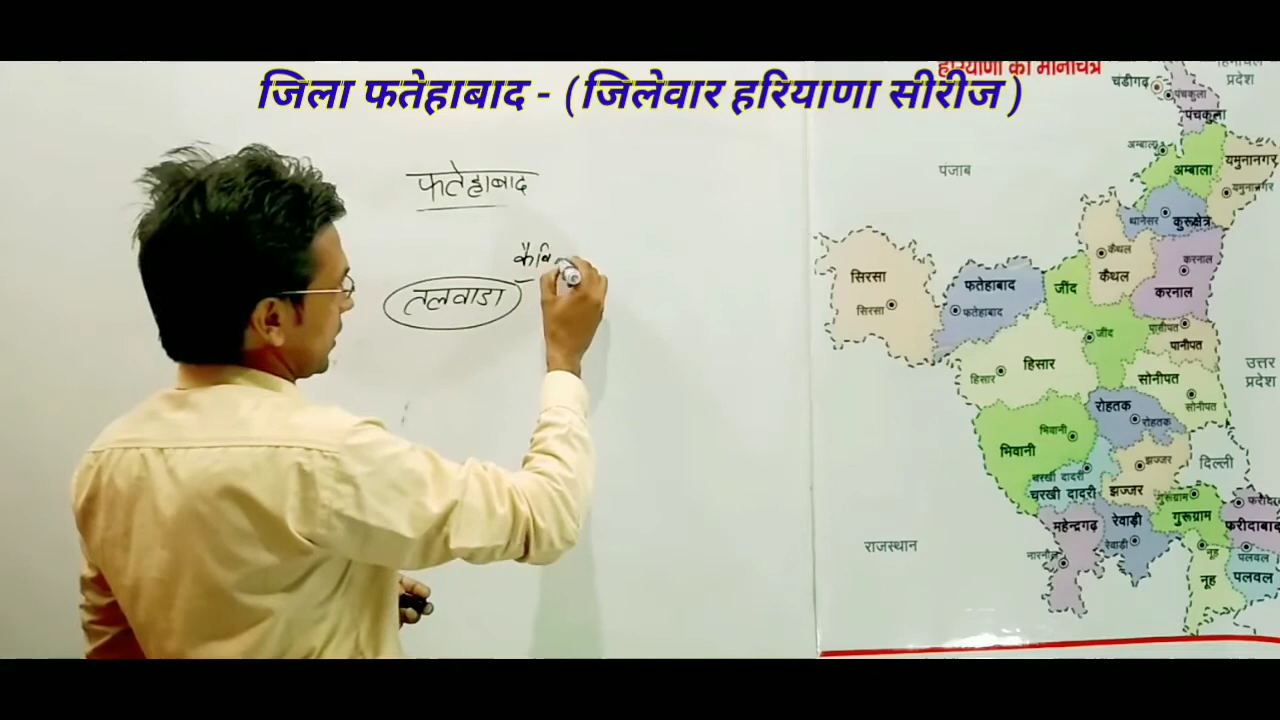 जिला फतेहाबाद - ( जिलेवार हरियाणा सीरीज )
हरियाणा का मानचित्र
चंडीगढ़
प्रदेश
पंचकुला
पंचकुला
पंजाब
अम्बाला
अम्बाला
यमुनानगर
यमुनानगर
थानेसर
कुरूक्षेत्र
कैथल
कैथल
करनाल
करनाल
सिरसा
सिरसा
फतेहाबाद
फतेहाबाद
जींद
जींद
पानीपत
पानीपत
हिसार
हिसार
सोनीपत
सोनीपत
उत्तर
प्रदेश
रोहतक
रोहतक
भिवानी
भिवानी
चरखी दादरी
चरखी दादरी
झज्जर
झज्जर
दिल्ली
गुरूग्राम
गुरूग्राम
महेन्द्रगढ़
नारनौल
रेवाड़ी
रेवाड़ी
फरीदाबाद
राजस्थान
नूह
नूह
पलवल
पलवल
फतेहाबाद
कैवि
तलवाडा